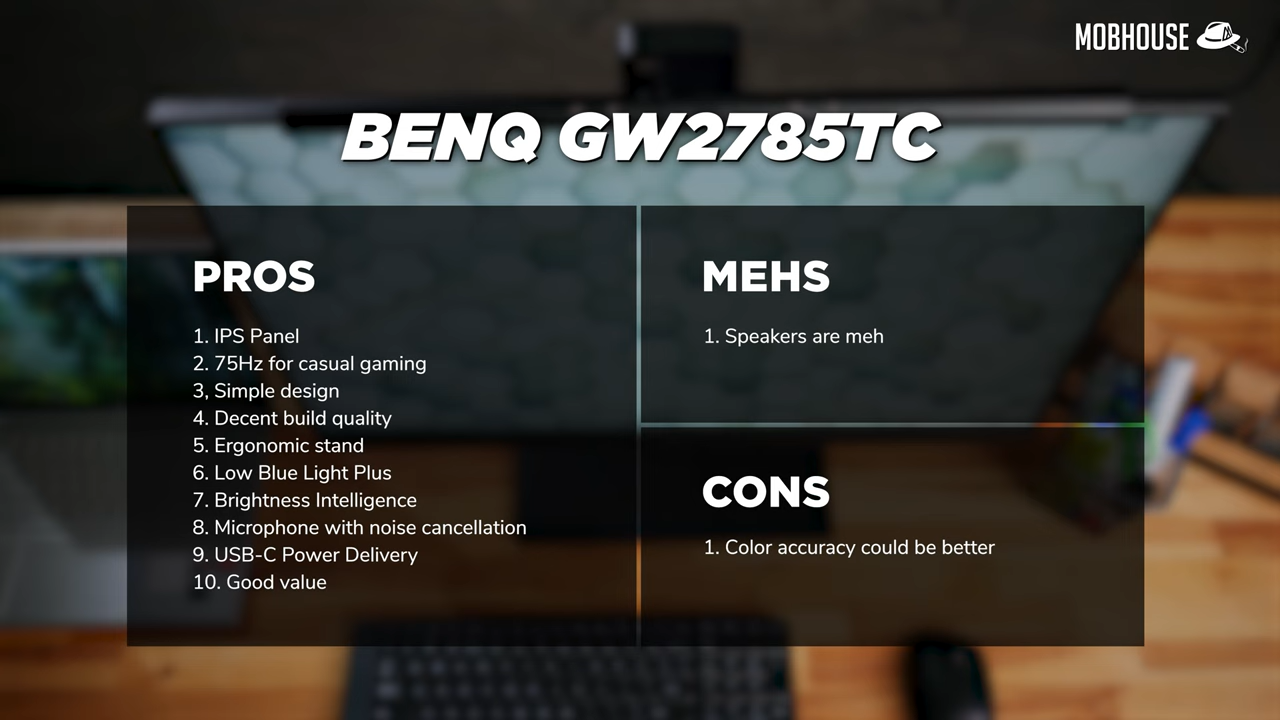 MOBHOUSE
BENQ GW2785TC
PROS
1. IPS Panel
2. 75Hz for casual gaming
3, Simple design
4. Decent build quality
5. Ergonomic stand
6. Low Blue Light Plus
7. Brightness Intelligence
8. Microphone with noise cancellation
9. USB-C Power Delivery
10. Good value
MEHS
1. Speakers are meh
CONS
1. Color accuracy could be better